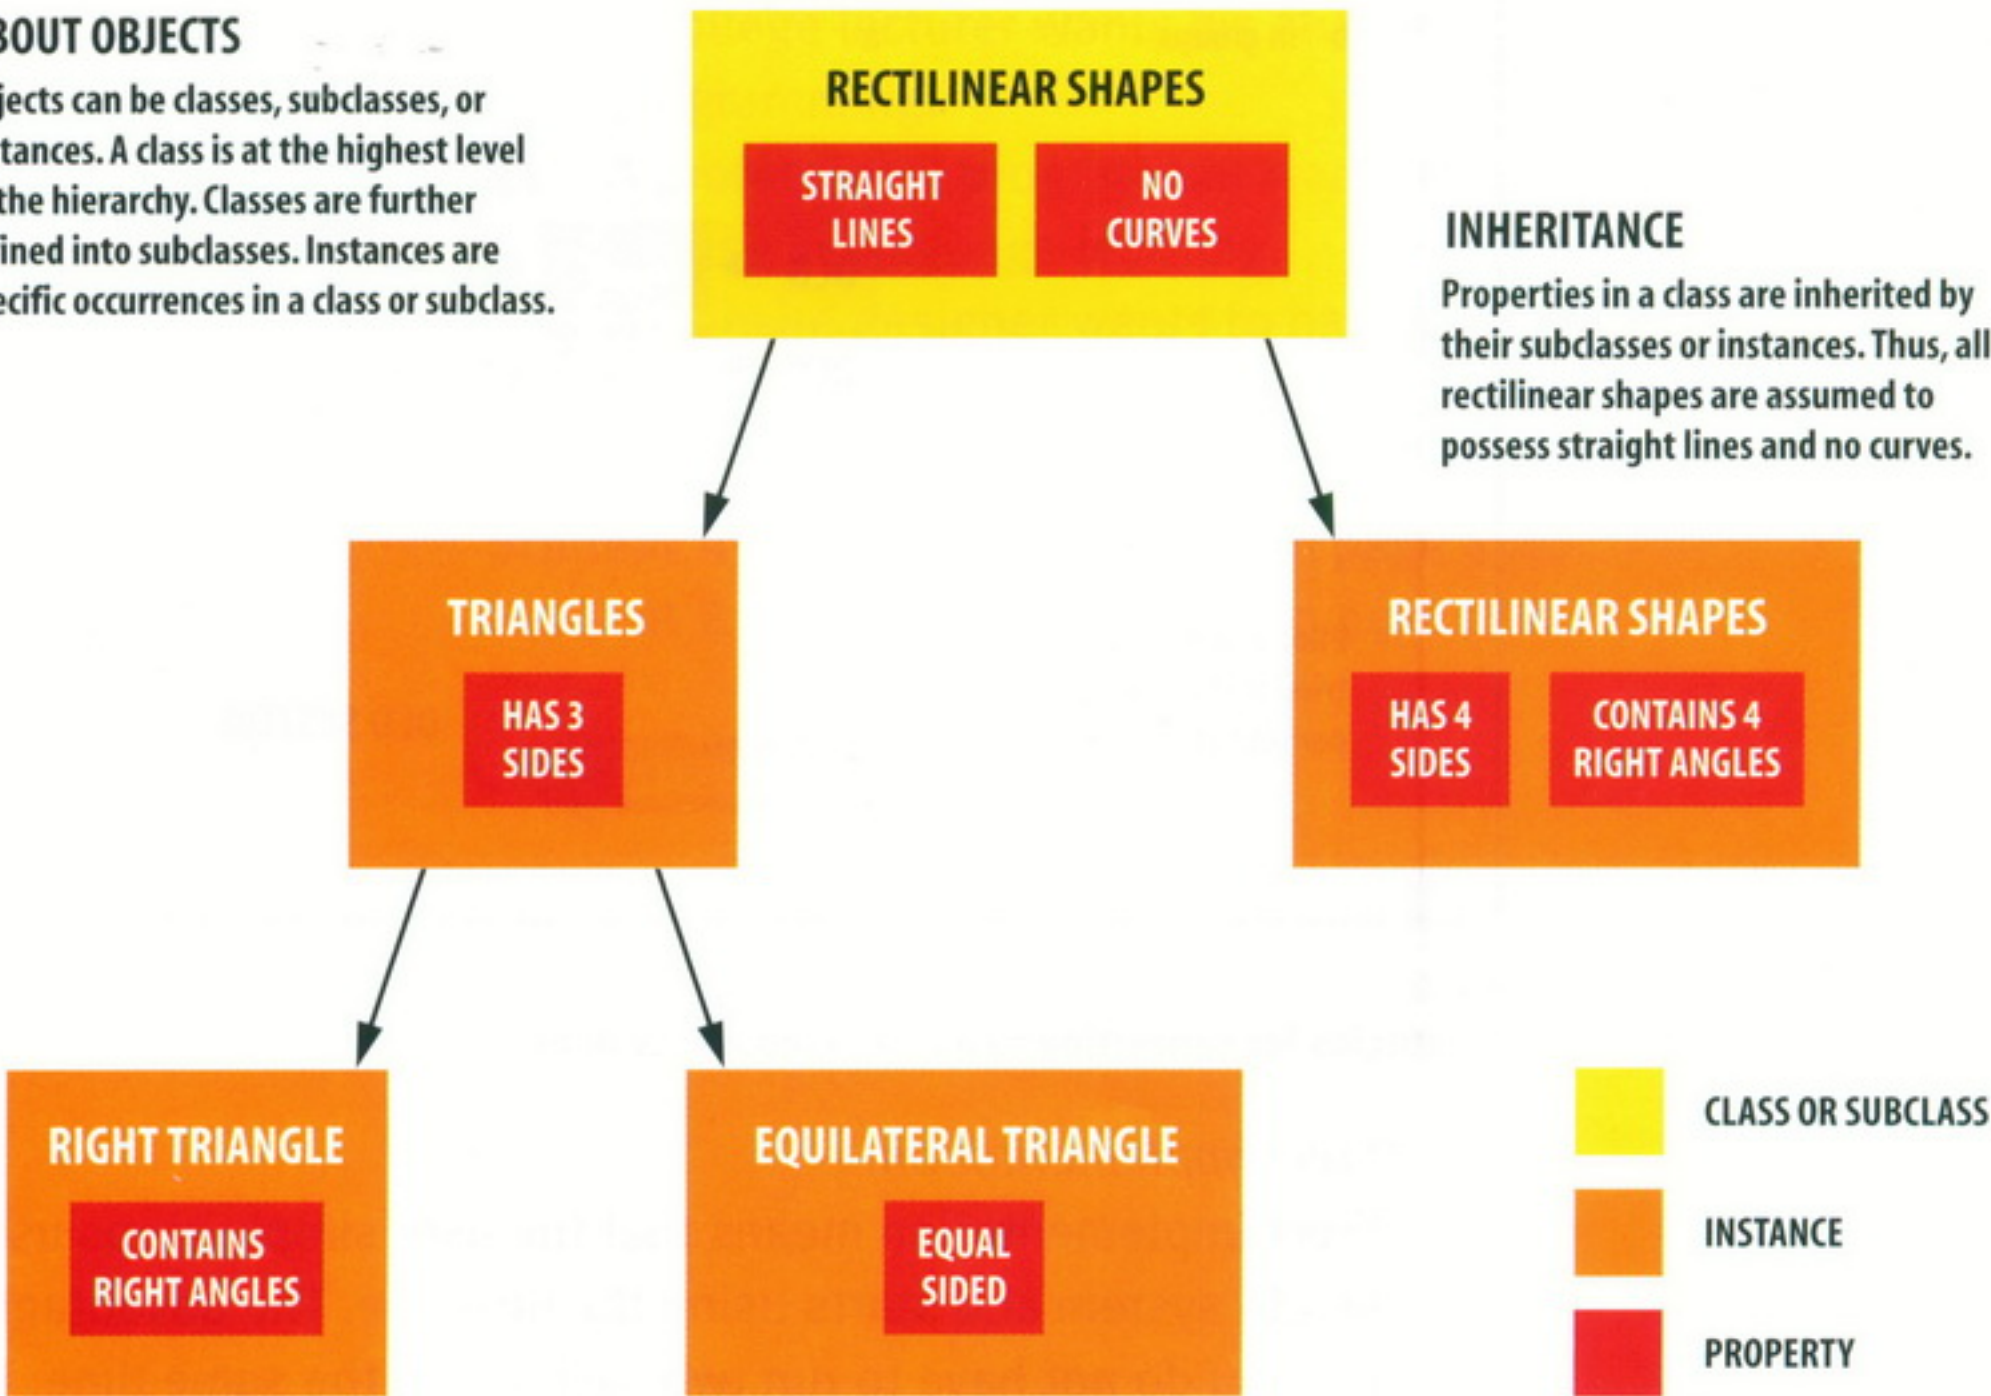 BOUT OBJECTS
jects can be classes, subclasses, or
tances. A class is at the highest level
the hierarchy. Classes are further
ined into subclasses. Instances are
ecific occurrences in a class or subclass.
RECTILINEAR SHAPES
STRAIGHT
LINES
NO
CURVES
INHERITANCE
Properties in a class are inherited by
their subclasses or instances. Thus, all
rectilinear shapes are assumed to
possess straight lines and no curves.
TRIANGLES
HAS 3
SIDES
RECTILINEAR SHAPES
HAS 4
SIDES
CONTAINS 4
RIGHT ANGLES
RIGHT TRIANGLE
CONTAINS
RIGHT ANGLES
EQUILATERAL TRIANGLE
EQUAL
SIDED
CLASS OR SUBCLASS
INSTANCE
PROPERTY